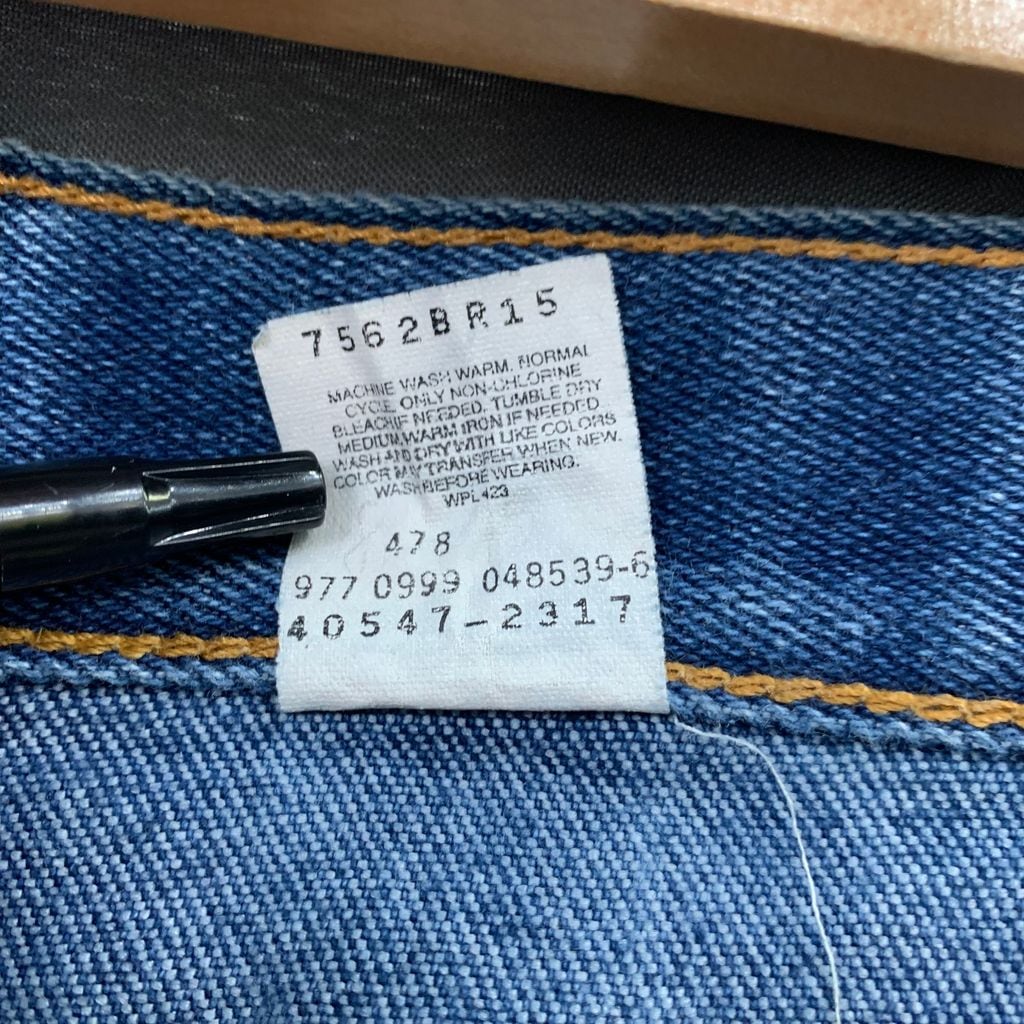 7562BR15
MACHINE WASH WARM. NORMAL
CYCLE. ONLY NON-CHLORINE
BLEACH IF NEEDED. TUMBLE DRY
MEDIUM, WARM IRON IF NEEDED
WASH AND DRY WITH LIKE COLORS
COLOR MAY TRANSFER WHEN NEW.
WASH BEFORE WEARING.
WPL 423
478
977 0999 048539-6
40547-2317